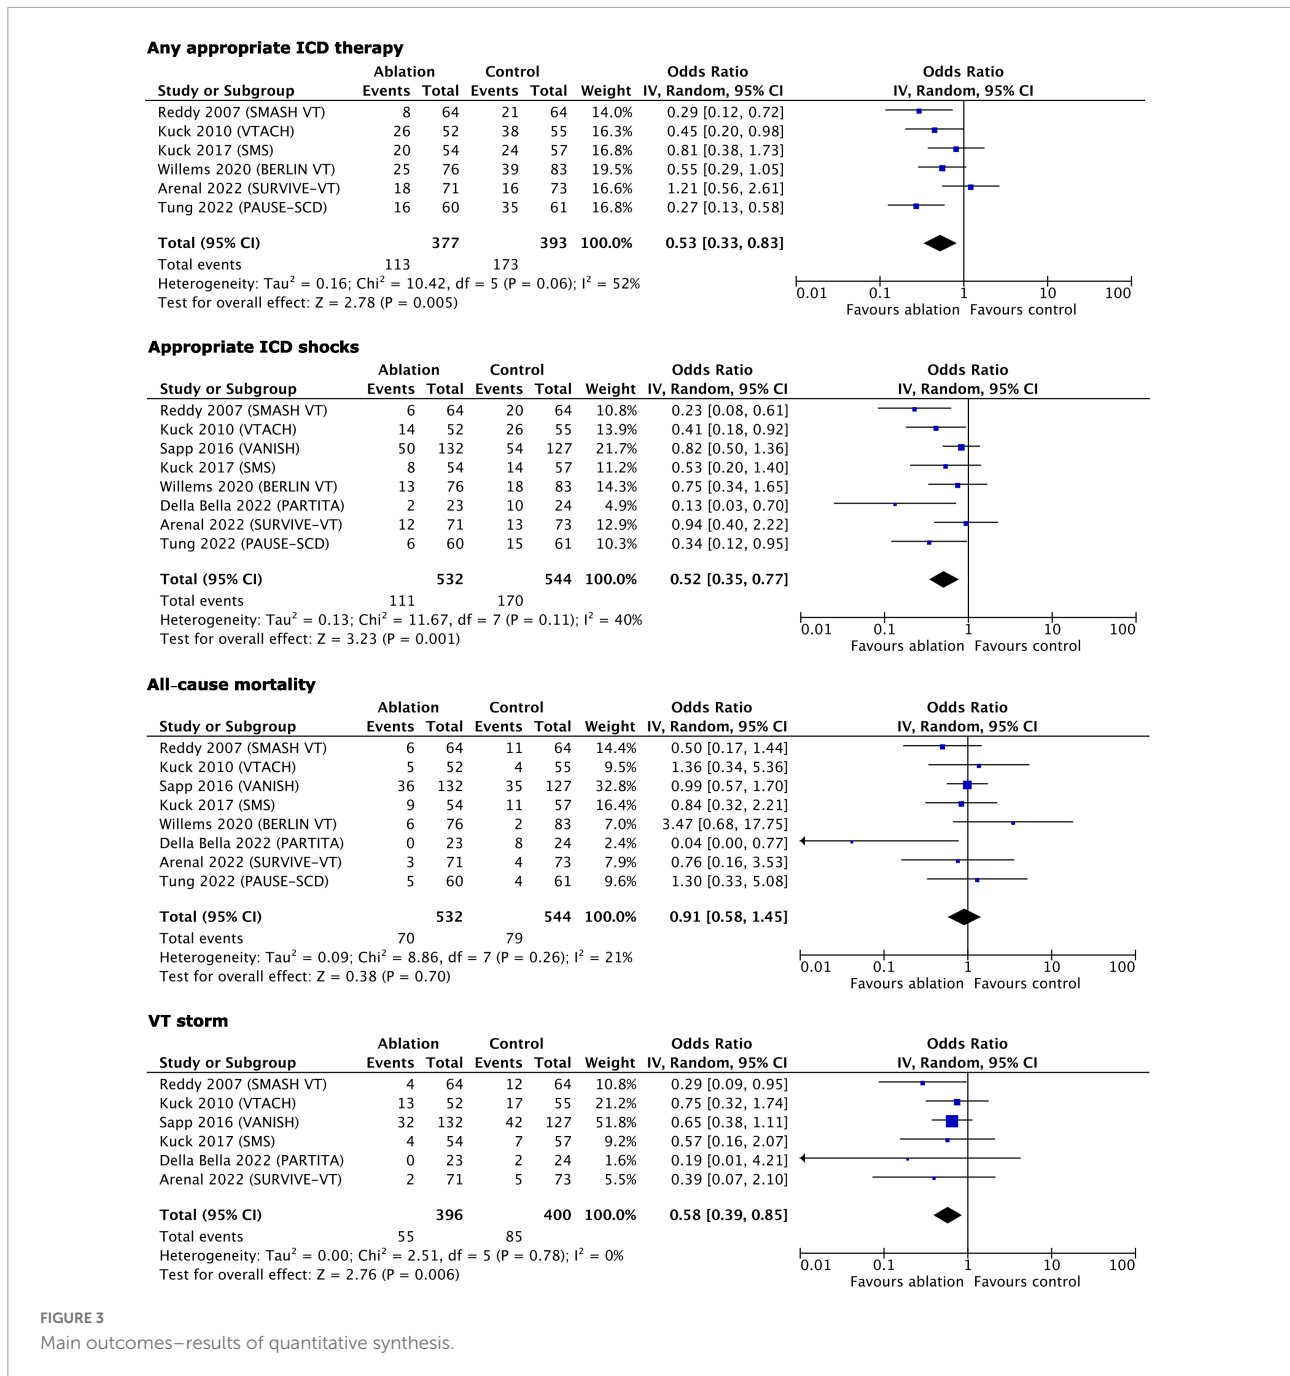 Any appropriate ICD therapy
Ablation Control Odds Ratio Odds Ratio
Study or Subgroup Events Total Events Total Weight IV, Random, 95% CI IV, Random, 95% CI
Reddy 2007 (SMASH VT) 8 64 21 64 14.0% 0.29 [0.12, 0.72]
Kuck 2010 (VTACH) 26 52 38 55 16.3% 0.45 [0.20, 0.98]
Kuck 2017 (SMS) 20 54 24 57 16.8% 0.81 [0.38, 1.73]
Willems 2020 (BERLIN VT) 25 76 39 83 19.5% 0.55 [0.29, 1.05]
Arenal 2022 (SURVIVE-VT) 18 71 16 73 16.6% 1.21 [0.56, 2.61]
Tung 2022 (PAUSE-SCD) 16 60 35 61 16.8% 0.27 [0.13, 0.58]
Total (95% CI) 377 393 100.0% 0.53 [0.33, 0.83]
Total events 113 173
Heterogeneity: Tau² = 0.16; Chi² = 10.42, df = 5 (P = 0.06); I² = 52%
Test for overall effect: Z = 2.78 (P = 0.005)
0.01 0.1 1 10 100
Favours ablation Favours control
Appropriate ICD shocks
Ablation Control Odds Ratio Odds Ratio
Study or Subgroup Events Total Events Total Weight IV, Random, 95% CI IV, Random, 95% CI
Reddy 2007 (SMASH VT) 6 64 20 64 10.8% 0.23 [0.08, 0.61]
Kuck 2010 (VTACH) 14 52 26 55 13.9% 0.41 [0.18, 0.92]
Sapp 2016 (VANISH) 50 132 54 127 21.7% 0.82 [0.50, 1.36]
Kuck 2017 (SMS) 8 54 14 57 11.2% 0.53 [0.20, 1.40]
Willems 2020 (BERLIN VT) 13 76 18 83 14.3% 0.75 [0.34, 1.65]
Della Bella 2022 (PARTITA) 2 23 10 24 4.9% 0.13 [0.03, 0.70]
Arenal 2022 (SURVIVE-VT) 12 71 13 73 12.9% 0.94 [0.40, 2.22]
Tung 2022 (PAUSE-SCD) 6 60 15 61 10.3% 0.34 [0.12, 0.95]
Total (95% CI) 532 544 100.0% 0.52 [0.35, 0.77]
Total events 111 170
Heterogeneity: Tau² = 0.13; Chi² = 11.67, df = 7 (P = 0.11); I² = 40%
Test for overall effect: Z = 3.23 (P = 0.001)
0.01 0.1 1 10 100
Favours ablation Favours control
All-cause mortality
Ablation Control Odds Ratio Odds Ratio
Study or Subgroup Events Total Events Total Weight IV, Random, 95% CI IV, Random, 95% CI
Reddy 2007 (SMASH VT) 6 64 11 64 14.4% 0.50 [0.17, 1.44]
Kuck 2010 (VTACH) 5 52 4 55 9.5% 1.36 [0.34, 5.36]
Sapp 2016 (VANISH) 36 132 35 127 32.8% 0.99 [0.57, 1.70]
Kuck 2017 (SMS) 9 54 11 57 16.4% 0.84 [0.32, 2.21]
Willems 2020 (BERLIN VT) 6 76 2 83 7.0% 3.47 [0.68, 17.75]
Della Bella 2022 (PARTITA) 0 23 8 24 2.4% 0.04 [0.00, 0.77]
Arenal 2022 (SURVIVE-VT) 3 71 4 73 7.9% 0.76 [0.16, 3.53]
Tung 2022 (PAUSE-SCD) 5 60 4 61 9.6% 1.30 [0.33, 5.08]
Total (95% CI) 532 544 100.0% 0.91 [0.58, 1.45]
Total events 70 79
Heterogeneity: Tau² = 0.09; Chi² = 8.86, df = 7 (P = 0.26); I² = 21%
Test for overall effect: Z = 0.38 (P = 0.70)
0.01 0.1 1 10 100
Favours ablation Favours control
VT storm
Ablation Control Odds Ratio Odds Ratio
Study or Subgroup Events Total Events Total Weight IV, Random, 95% CI IV, Random, 95% CI
Reddy 2007 (SMASH VT) 4 64 12 64 10.8% 0.29 [0.09, 0.95]
Kuck 2010 (VTACH) 13 52 17 55 21.2% 0.75 [0.32, 1.74]
Sapp 2016 (VANISH) 32 132 42 127 51.8% 0.65 [0.38, 1.11]
Kuck 2017 (SMS) 4 54 7 57 9.2% 0.57 [0.16, 2.07]
Della Bella 2022 (PARTITA) 0 23 2 24 1.6% 0.19 [0.01, 4.21]
Arenal 2022 (SURVIVE-VT) 2 71 5 73 5.5% 0.39 [0.07, 2.10]
Total (95% CI) 396 400 100.0% 0.58 [0.39, 0.85]
Total events 55 85
Heterogeneity: Tau² = 0.00; Chi² = 2.51, df = 5 (P = 0.78); I² = 0%
Test for overall effect: Z = 2.76 (P = 0.006)
0.01 0.1 1 10 100
Favours ablation Favours control
FIGURE 3
Main outcomes–results of quantitative synthesis.